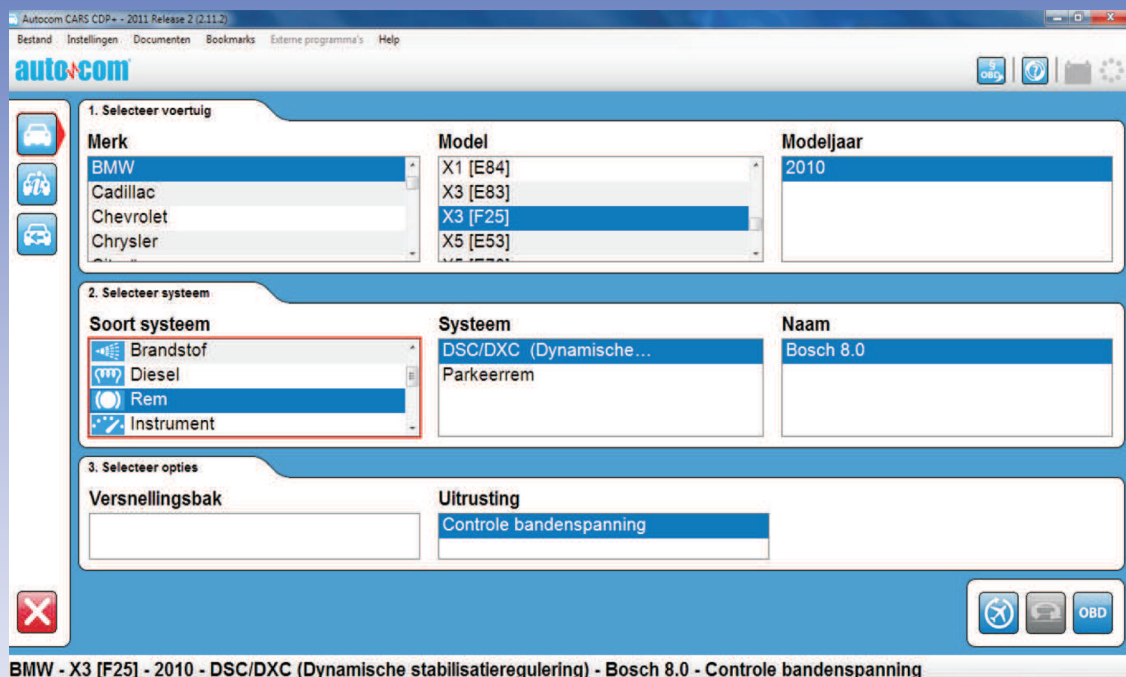 Autocom CARS CDP+ - 2011 Release 2 (2.11.2)
Bestand Instellingen Documenten Bookmarks Externe programma's Help
autocom
5 OBD
1. Selecteer voertuig
Merk Model Modeljaar
BMW X1 [E84] 2010
Cadillac X3 [E83]
Chevrolet X3 [F25]
Chrysler X5 [E53]
2. Selecteer systeem
Soort systeem Systeem Naam
Brandstof DSC/DXC (Dynamische... Bosch 8.0
Diesel Parkeerrem
Rem
Instrument
3. Selecteer opties
Versnellingsbak Uitrusting
Controle bandenspanning
OBD
BMW - X3 [F25] - 2010 - DSC/DXC (Dynamische stabilisatieregulering) - Bosch 8.0 - Controle bandenspanning